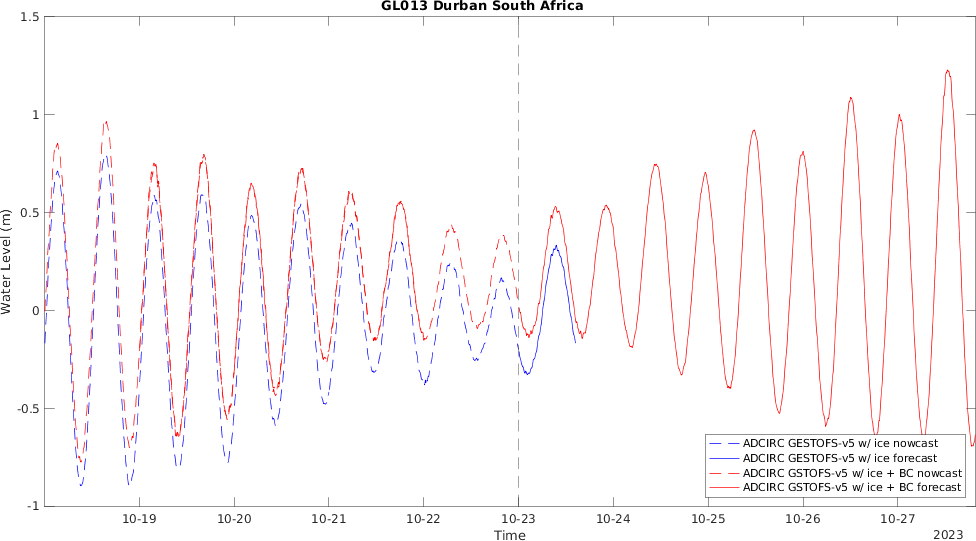 GL013 Durban South Africa
1.5
1
0.5
0
-0.5
-1
Water Level (m)
10-19 10-20 10-21 10-22 10-23 10-24 10-25 10-26 10-27
Time
2023
ADCIRC GESTOFS-v5 w/ ice nowcast
ADCIRC GESTOFS-v5 w/ ice forecast
ADCIRC GSTOFS-v5 w/ ice + BC nowcast
ADCIRC GSTOFS-v5 w/ ice + BC forecast